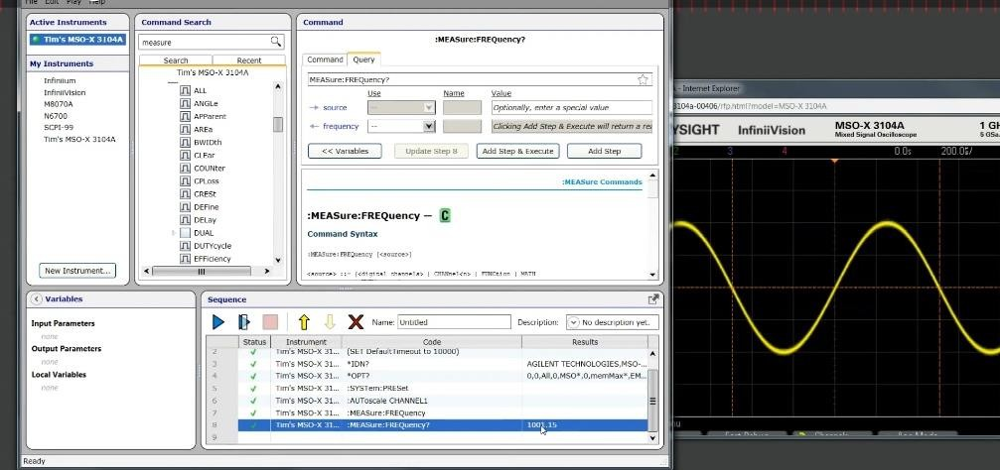 File Edit Play Help
Active Instruments
Tim's MSO-X 3104A
My Instruments
Infiniium
InfiniiVision
M8070A
N6700
SCPI-99
Tim's MSO-X 3104A
New Instrument...
Command Search
measure
Search Recent
Tim's MSO-X 3104A
ALL
ANGLe
APParent
AREa
BWIDth
CLEar
COUNter
CPLoss
CRESt
DEFine
DELay
DUAL
DUTYcycle
EFFiciency
Command
:MEASure:FREQuency?
Command Query
MEASure:FREQuency?
Use Name Value
source -- Optionally, enter a special value
frequency -- Clicking Add Step & Execute will return a rea
<< Variables Update Step 8 Add Step & Execute Add Step
:MEASure Commands
:MEASure:FREQuency — C
Command Syntax
:MEASure:FREQuency [<source>]
<source> ::= {<digital channels> | CHANnel<n> | FUNCtion | MATH
Variables
Input Parameters
none
Output Parameters
none
Local Variables
none
Sequence
Name: Untitled Description: No description yet.
Status Instrument Code Results
2 Tim's MSO-X 31... (SET DefaultTimeout to 10000)
3 Tim's MSO-X 31... *IDN? AGILENT TECHNOLOGIES,MSO-...
4 Tim's MSO-X 31... *OPT? 0,0,All,0,MSO*,0,memMax*,EM...
5 Tim's MSO-X 31... :SYSTem:PRESet
6 Tim's MSO-X 31... :AUToscale CHANNEL1
7 Tim's MSO-X 31... :MEASure:FREQuency
8 Tim's MSO-X 31... :MEASure:FREQuency? 1001.15
9
Ready
- Internet Explorer
3104a-00406/rfp.html?model=MSO-X 3104A
YSIGHT InfiniiVision MSO-X 3104A 1 GH
Mixed Signal Oscilloscope 5 GSa
2 3 4 0.0s 200.0s/